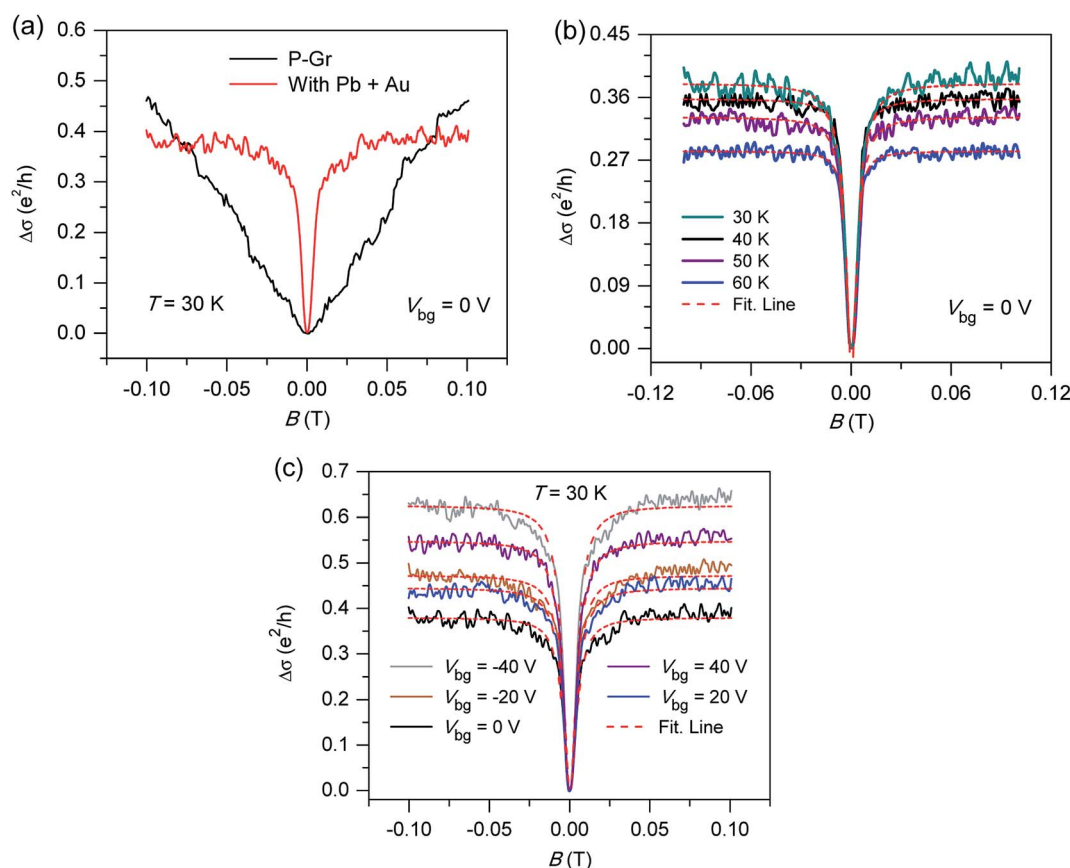 (a)
0.6
0.5
0.4
0.3
0.2
0.1
0.0
Δσ (e²/h)
P-Gr
With Pb + Au
T = 30 K
V_bg = 0 V
-0.10 -0.05 0.00 0.05 0.10
B (T)
(b)
0.45
0.36
0.27
0.18
0.09
0.00
Δσ (e²/h)
30 K
40 K
50 K
60 K
Fit. Line
V_bg = 0 V
-0.12 -0.06 0.00 0.06 0.12
B (T)
(c)
0.7
0.6
0.5
0.4
0.3
0.2
0.1
0.0
Δσ (e²/h)
T = 30 K
V_bg = -40 V
V_bg = -20 V
V_bg = 0 V
V_bg = 40 V
V_bg = 20 V
Fit. Line
-0.10 -0.05 0.00 0.05 0.10
B (T)